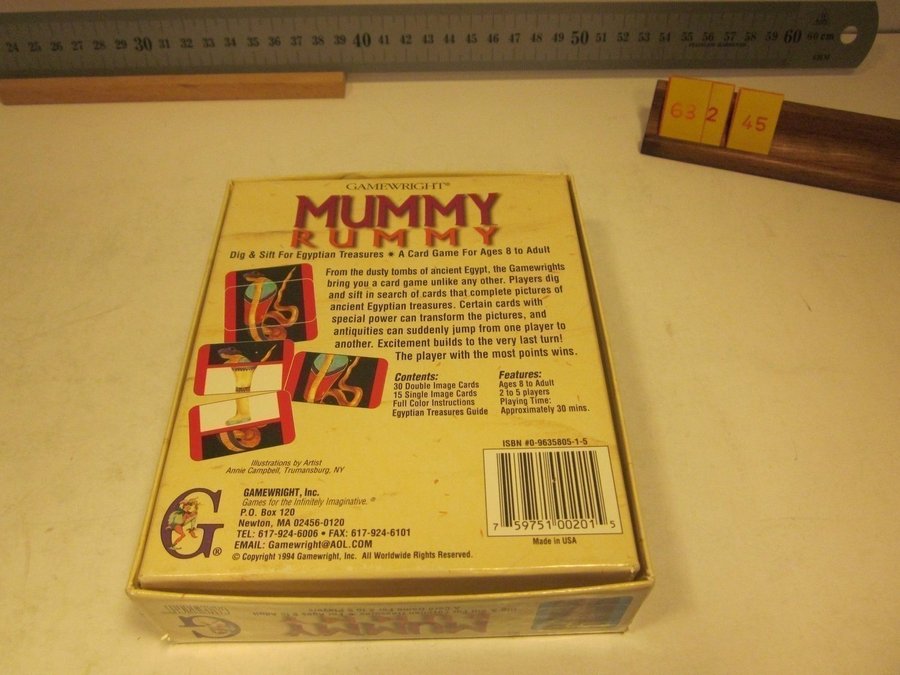 24 25 26 27 28 29 30 31 32 33 34 35 36 37 38 39 40 41 42 43 44 45 46 47 48 49 50 51 52 53 54 55 56 57 58 59 60 60 cm
63 2 45
GAMEWRIGHT®
MUMMY
RUMMY
Dig & Sift For Egyptian Treasures ✷ A Card Game For Ages 8 to Adult
From the dusty tombs of ancient Egypt, the Gamewrights
bring you a card game unlike any other. Players dig
and sift in search of cards that complete pictures of
ancient Egyptian treasures. Certain cards with
special power can transform the pictures, and
antiquities can suddenly jump from one player to
another. Excitement builds to the very last turn!
The player with the most points wins.
Contents:
30 Double Image Cards
15 Single Image Cards
Full Color Instructions
Egyptian Treasures Guide
Features:
Ages 8 to Adult
2 to 5 players
Playing Time:
Approximately 30 mins.
Illustrations by Artist
Annie Campbell, Trumansburg, NY
ISBN #0-9635805-1-5
7 59751 00201 5
Made in USA
G®
GAMEWRIGHT, Inc.
Games for the Infinitely Imaginative.®
P.O. Box 120
Newton, MA 02456-0120
TEL: 617-924-6006 • FAX: 617-924-6101
EMAIL: Gamewright@AOL.COM
© Copyright 1994 Gamewright, Inc. All Worldwide Rights Reserved.
G
MUMMY
RUMMY